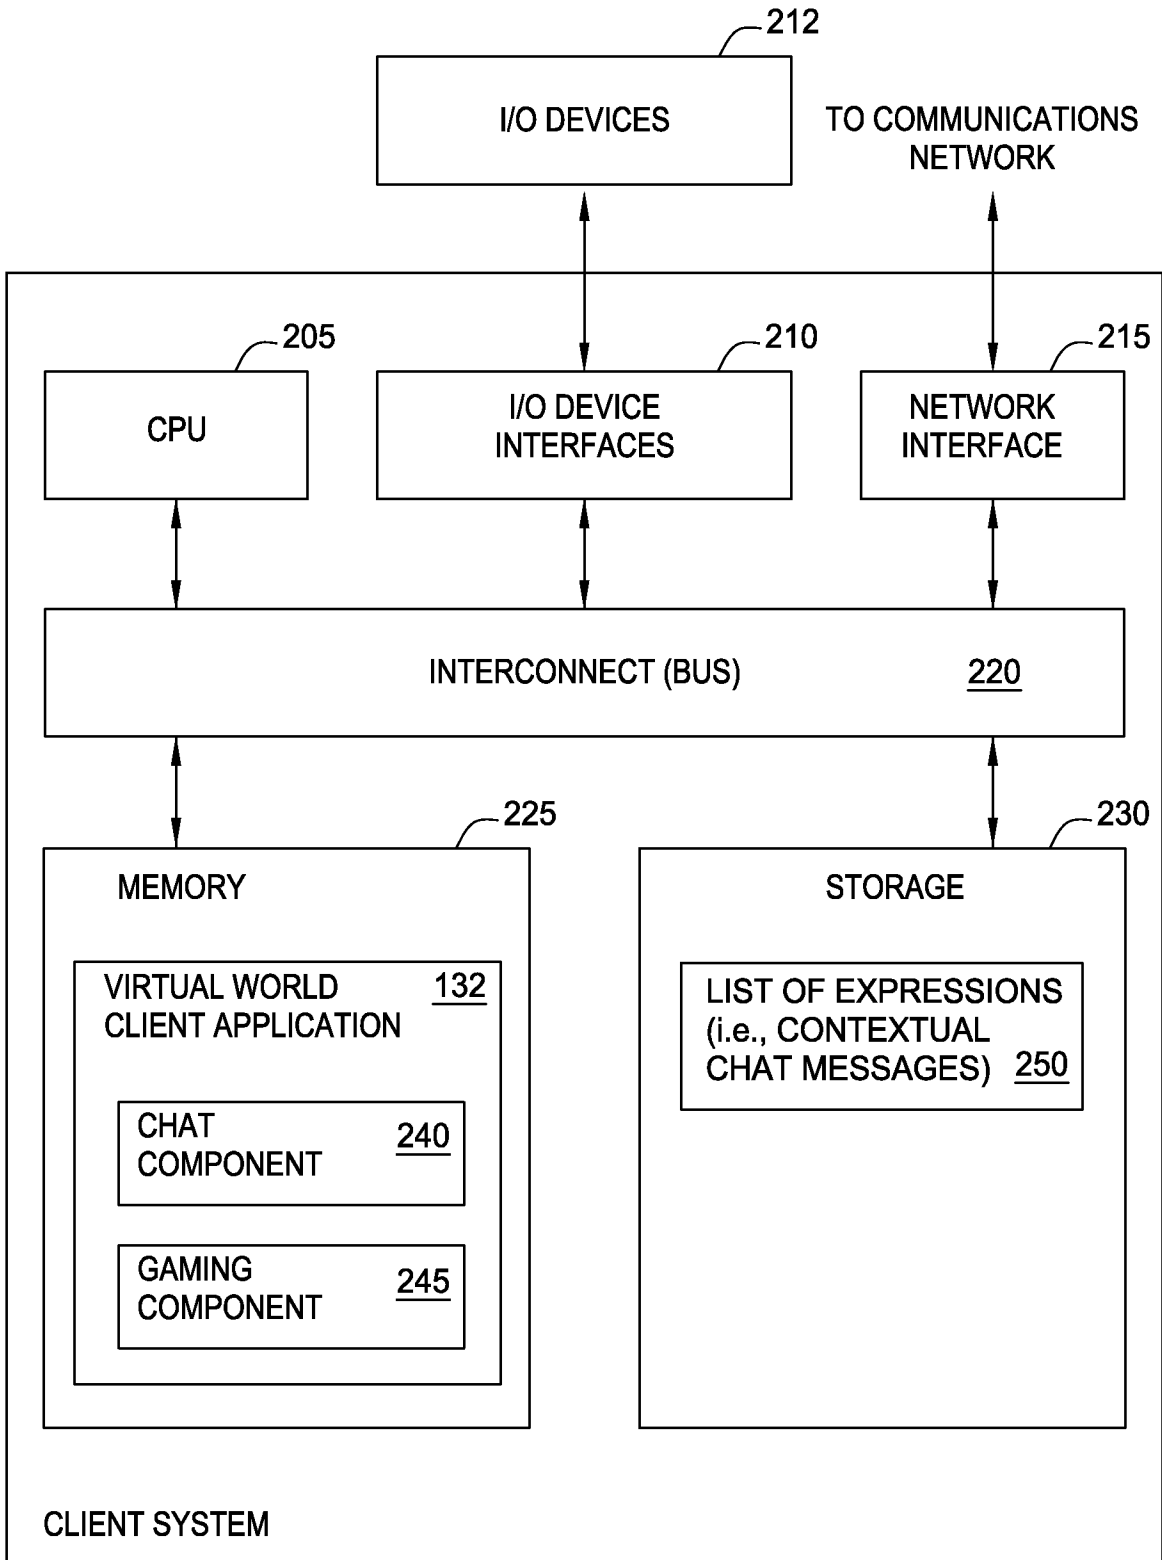 212
I/O DEVICES
TO COMMUNICATIONS
NETWORK
205
210
215
CPU
I/O DEVICE
INTERFACES
NETWORK
INTERFACE
INTERCONNECT (BUS) 220
225
230
MEMORY
STORAGE
VIRTUAL WORLD 132
CLIENT APPLICATION
LIST OF EXPRESSIONS
(i.e., CONTEXTUAL
CHAT MESSAGES) 250
CHAT 240
COMPONENT
GAMING 245
COMPONENT
CLIENT SYSTEM